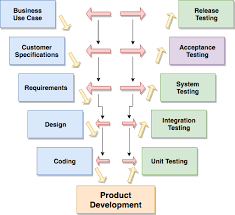 Business
Use Case
Release
Testing
Customer
Specifications
Acceptance
Testing
Requirements
System
Testing
Design
Integration
Testing
Coding
Unit Testing
Product
Development